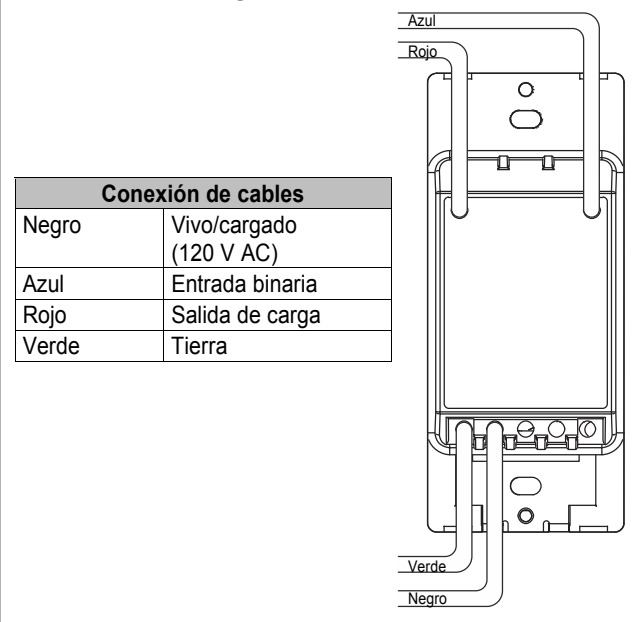 Azul
Rojo
Conexión de cables
Negro Vivo/cargado
(120 V AC)
Azul Entrada binaria
Rojo Salida de carga
Verde Tierra
Verde
Negro